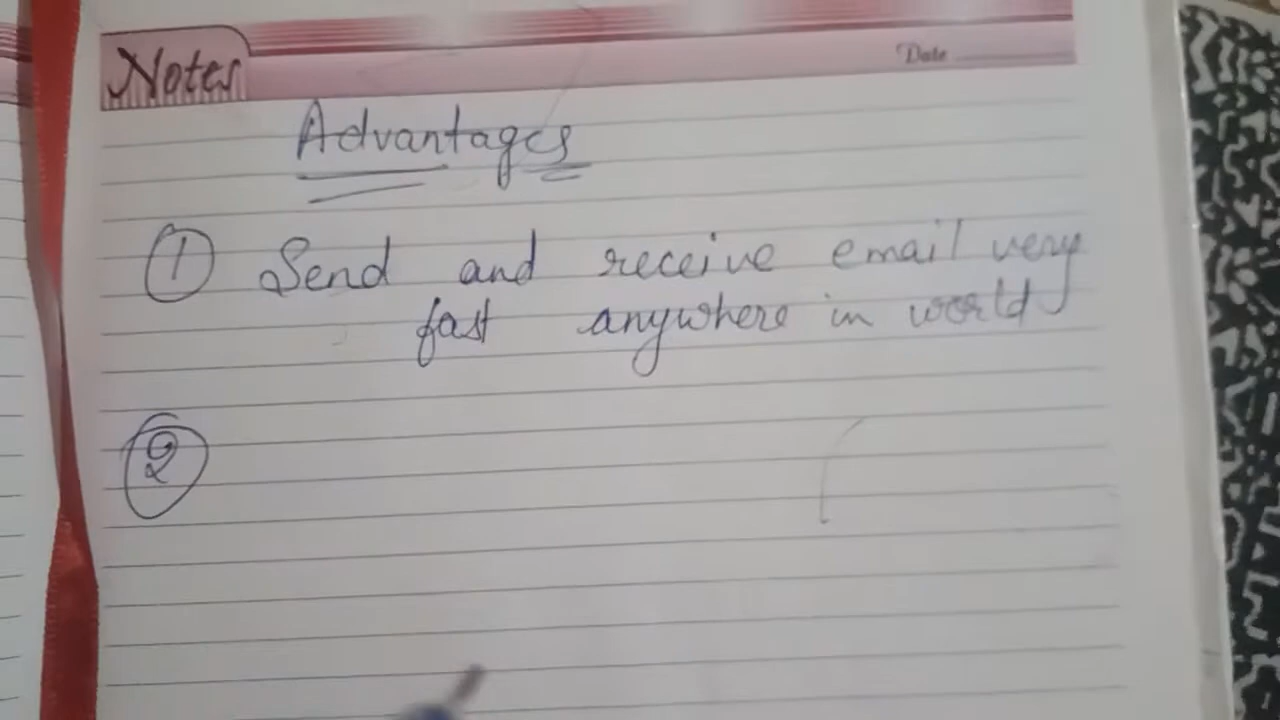 Notes
Date
Advantages
① Send and receive email very
fast anywhere in world
②